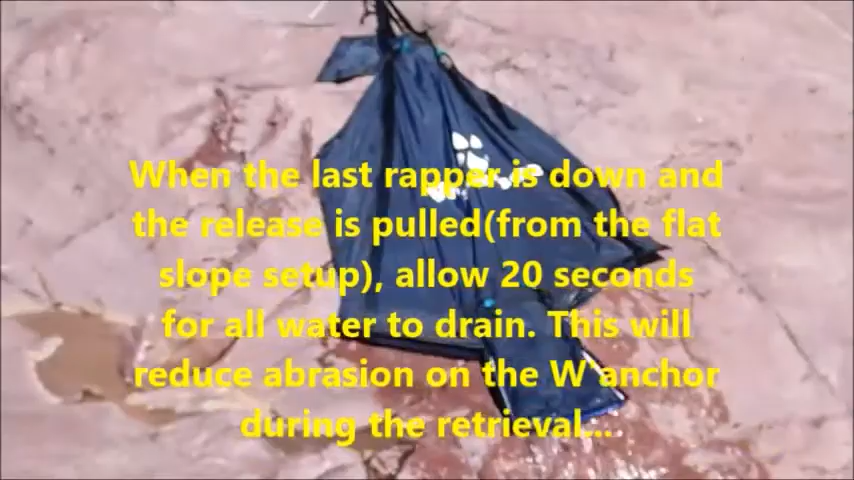 When the last rapper is down and
the release is pulled(from the flat
slope setup), allow 20 seconds
for all water to drain. This will
reduce abrasion on the W'anchor
during the retrieval...